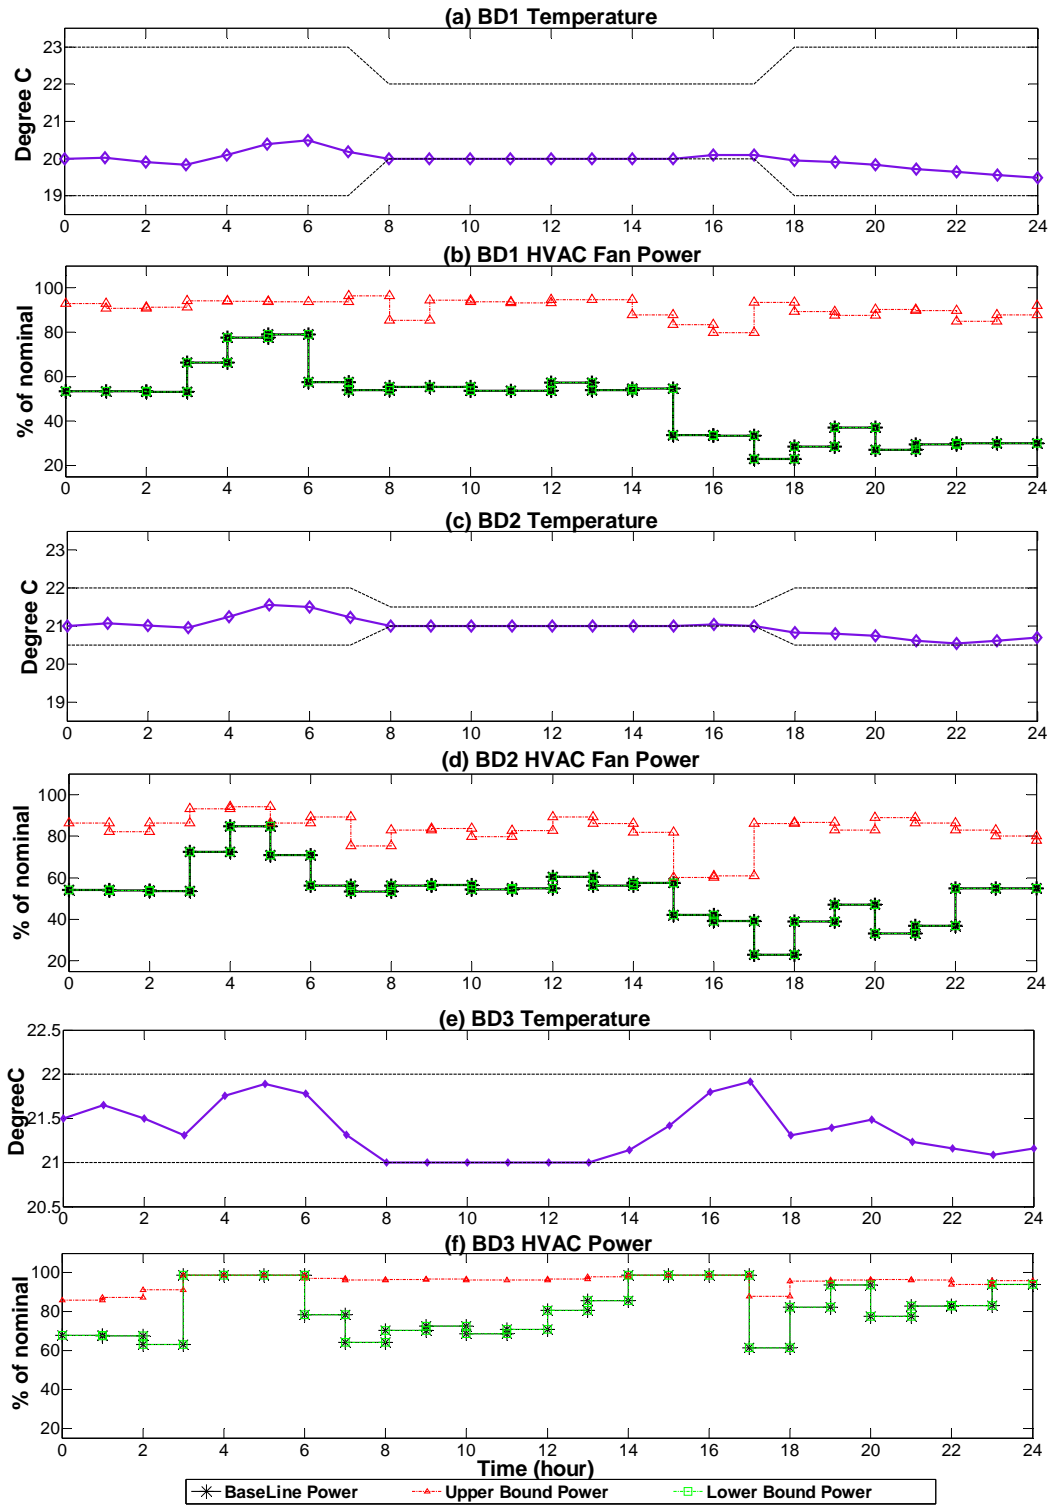 (a) BD1 Temperature
Degree C
23
22
21
20
19
0 2 4 6 8 10 12 14 16 18 20 22 24
(b) BD1 HVAC Fan Power
% of nominal
100
80
60
40
20
0 2 4 6 8 10 12 14 16 18 20 22 24
(c) BD2 Temperature
Degree C
23
22
21
20
19
0 2 4 6 8 10 12 14 16 18 20 22 24
(d) BD2 HVAC Fan Power
% of nominal
100
80
60
40
20
0 2 4 6 8 10 12 14 16 18 20 22 24
(e) BD3 Temperature
DegreeC
22.5
22
21.5
21
20.5
0 2 4 6 8 10 12 14 16 18 20 22 24
(f) BD3 HVAC Power
% of nominal
100
80
60
40
20
0 2 4 6 8 10 12 14 16 18 20 22 24
Time (hour)
BaseLine Power Upper Bound Power Lower Bound Power